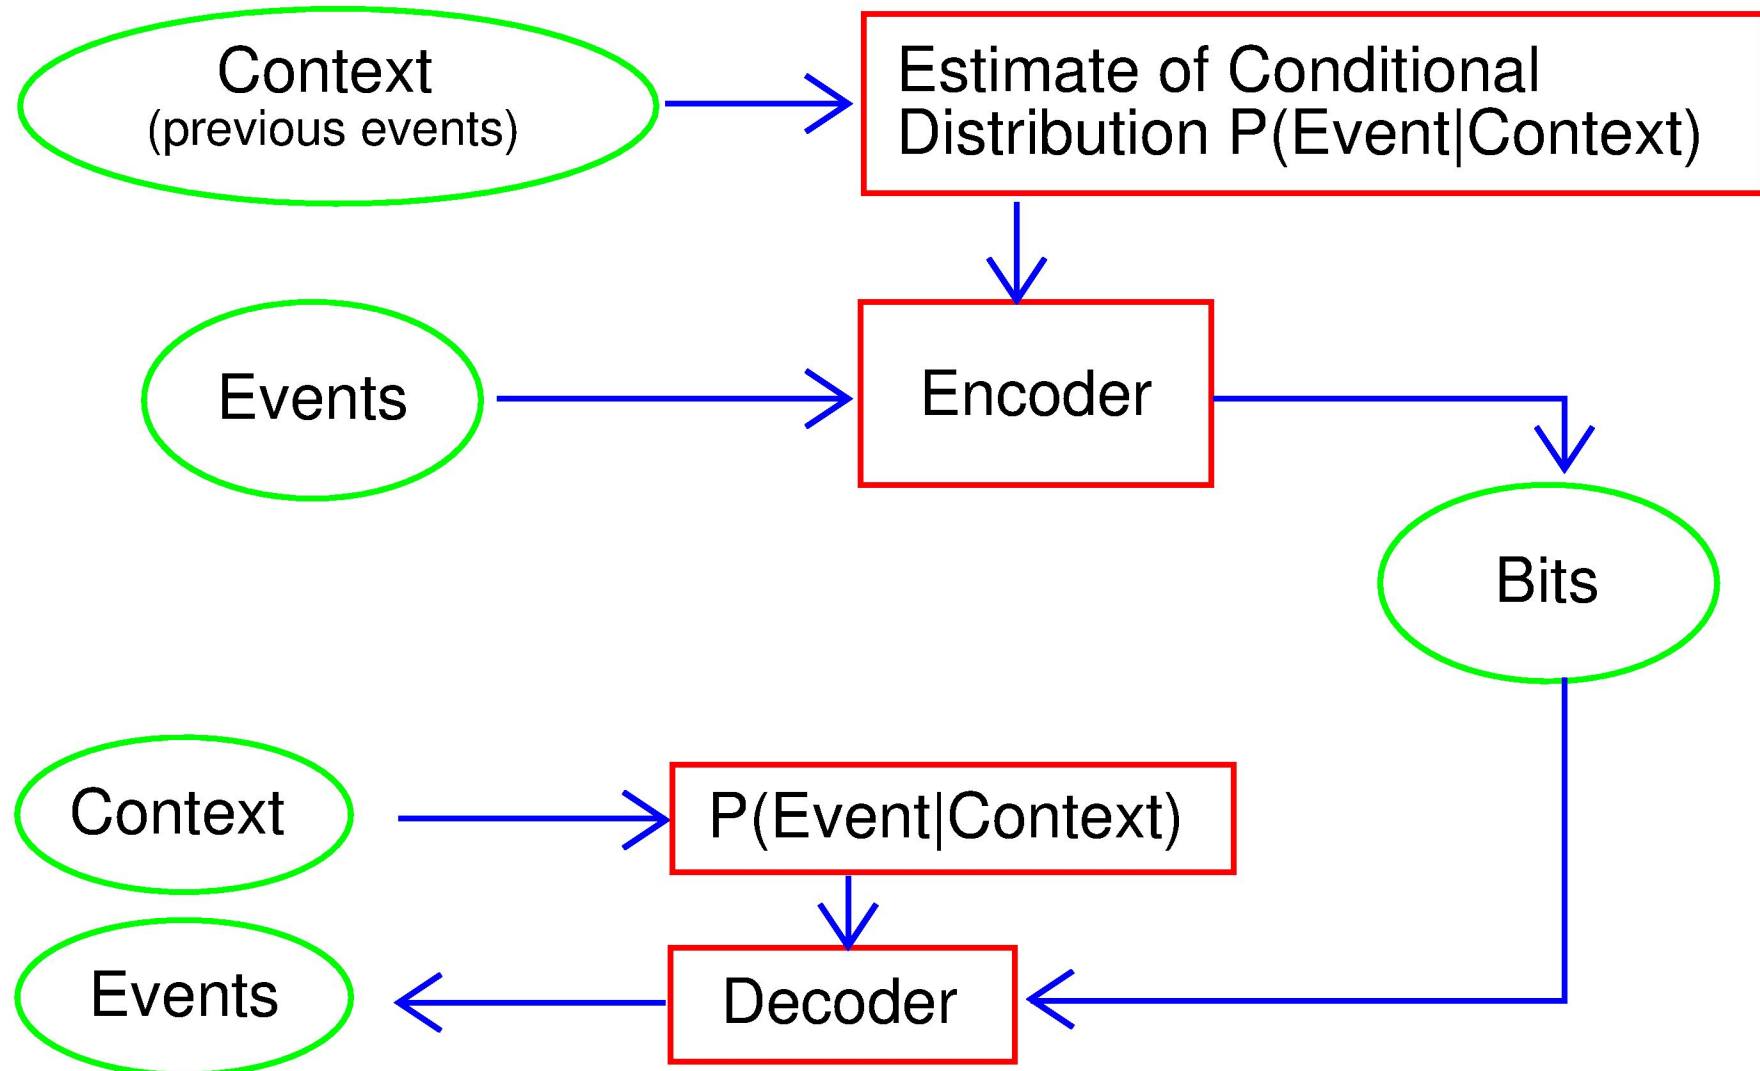 Context
(previous events)
Estimate of Conditional
Distribution P(Event|Context)
Events
Encoder
Bits
Context
P(Event|Context)
Events
Decoder